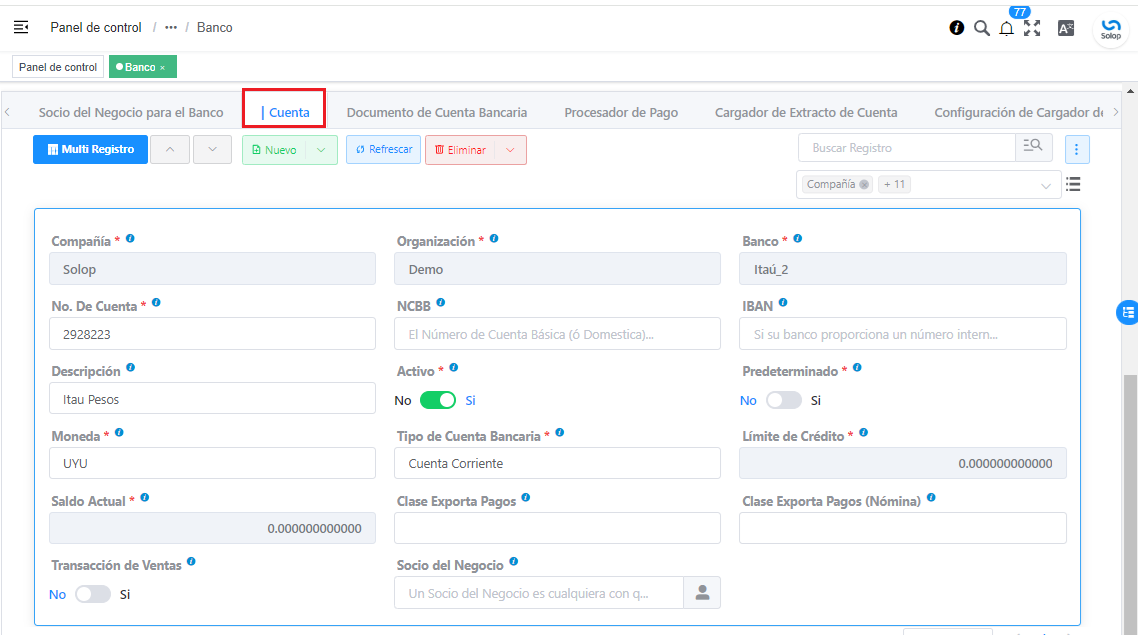 Panel de control / ••• / Banco
77
Solop
Panel de control
Banco ×
Socio del Negocio para el Banco
Cuenta
Documento de Cuenta Bancaria
Procesador de Pago
Cargador de Extracto de Cuenta
Configuración de Cargador de
Multi Registro
Nuevo
Refrescar
Eliminar
Buscar Registro
Compañía
+ 11
Compañía *
Organización *
Banco *
Solop
Demo
Itaú_2
No. De Cuenta *
NCBB
IBAN
2928223
El Número de Cuenta Básica (ó Domestica)...
Si su banco proporciona un número intern...
Descripción
Activo *
Predeterminado *
Itau Pesos
No Si
No Si
Moneda *
Tipo de Cuenta Bancaria *
Límite de Crédito *
UYU
Cuenta Corriente
0.000000000000
Saldo Actual *
Clase Exporta Pagos
Clase Exporta Pagos (Nómina)
0.000000000000
Transacción de Ventas
Socio del Negocio
No Si
Un Socio del Negocio es cualquiera con q...